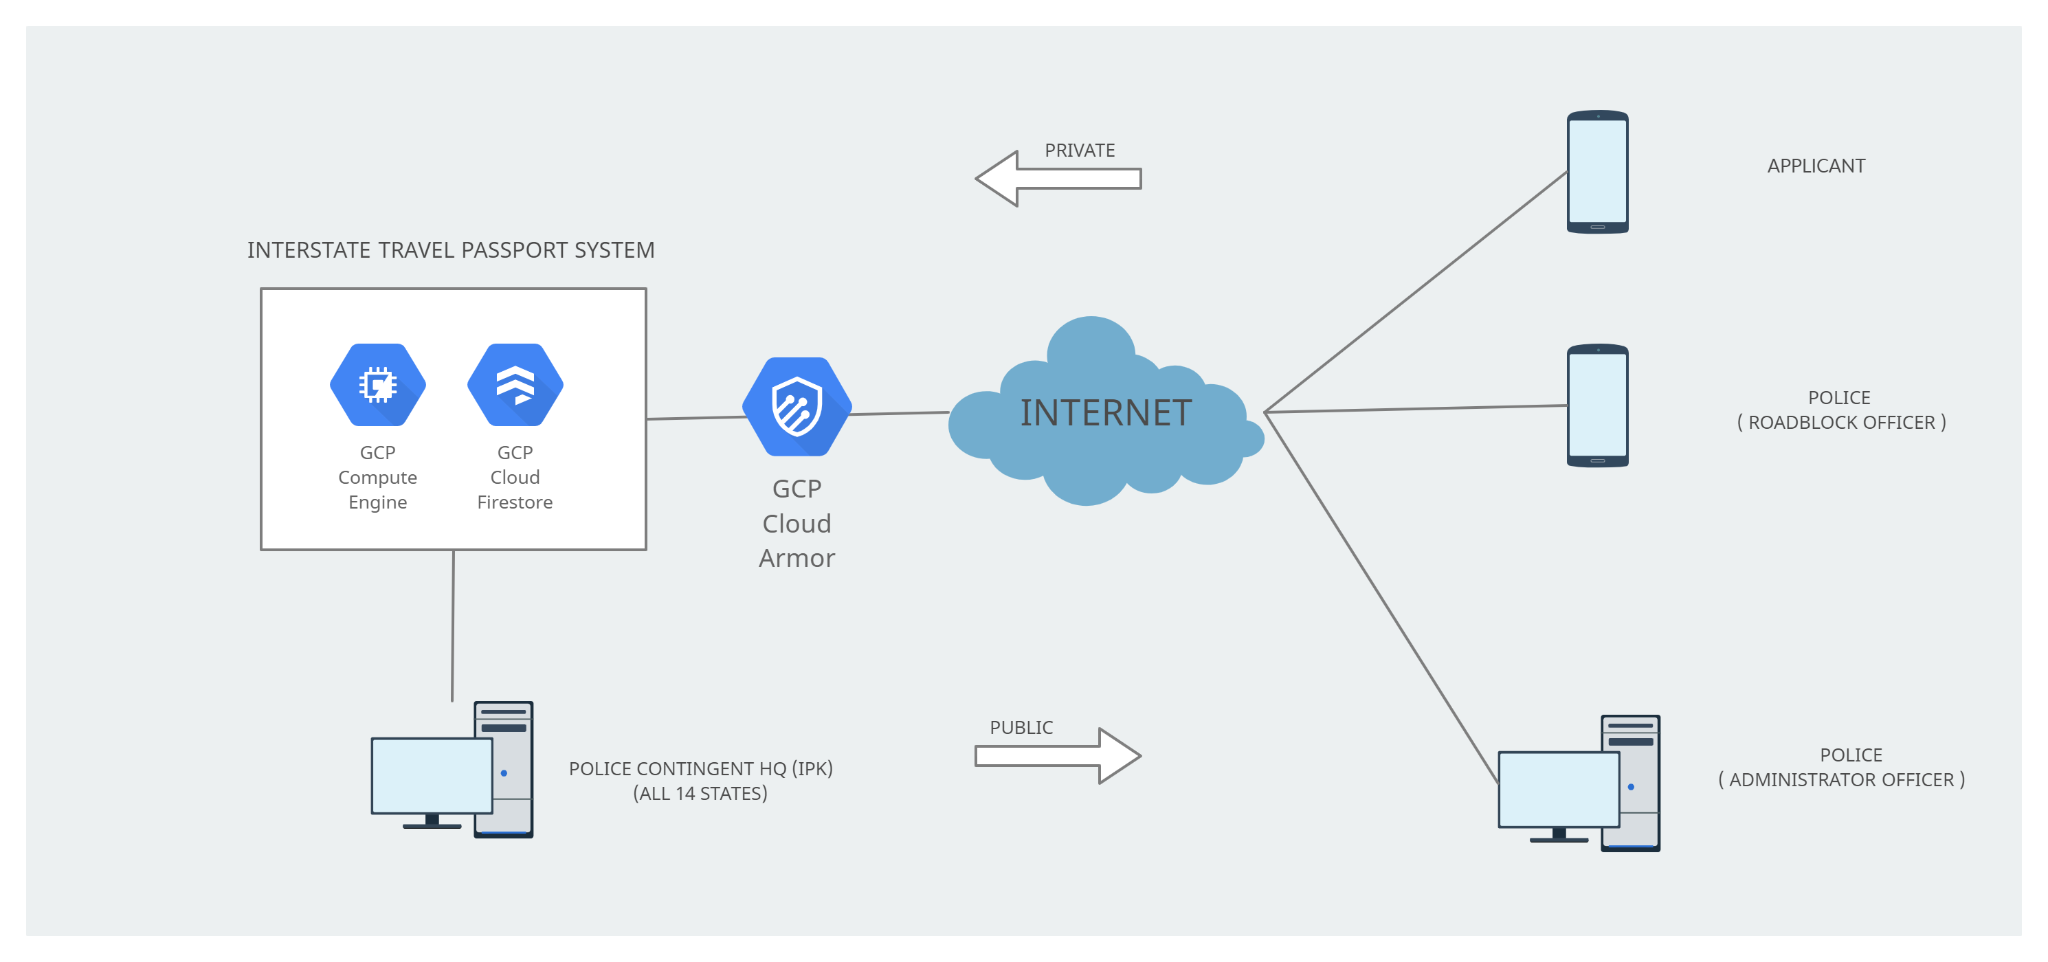 PRIVATE
APPLICANT
INTERSTATE TRAVEL PASSPORT SYSTEM
GCP
Compute
Engine
GCP
Cloud
Firestore
GCP
Cloud
Armor
INTERNET
POLICE
( ROADBLOCK OFFICER )
POLICE CONTINGENT HQ (IPK)
(ALL 14 STATES)
PUBLIC
POLICE
( ADMINISTRATOR OFFICER )